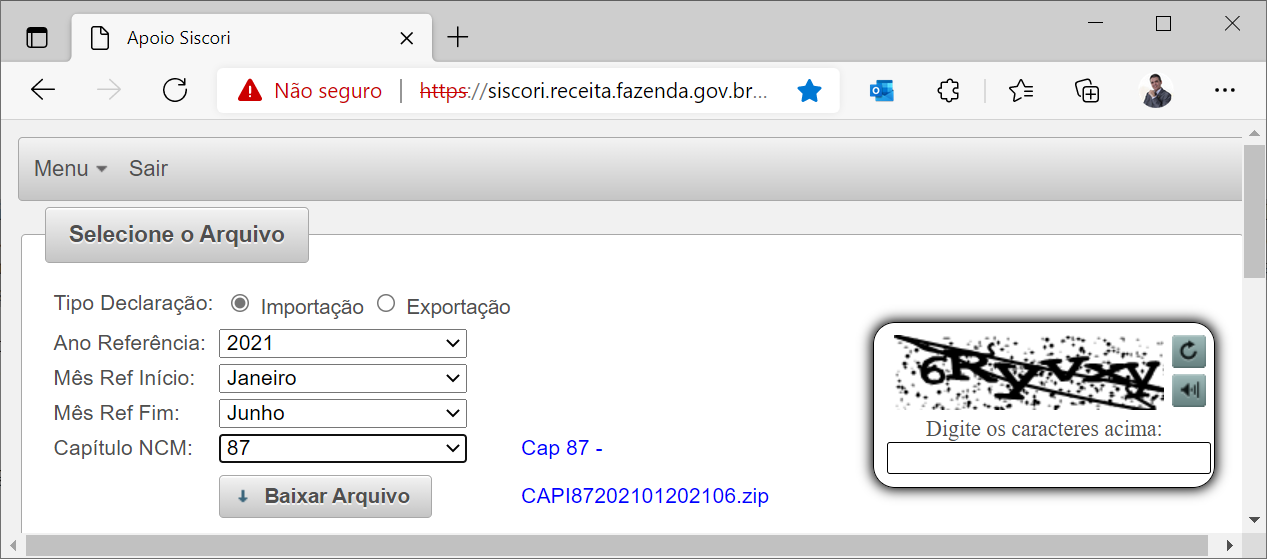 Apoio Siscori
Não seguro | https://siscori.receita.fazenda.gov.br...
Menu Sair
Selecione o Arquivo
Tipo Declaração: Importação Exportação
Ano Referência: 2021
Mês Ref Início: Janeiro
Mês Ref Fim: Junho
Capítulo NCM: 87 Cap 87 -
Baixar Arquivo CAPI87202101202106.zip
Digite os caracteres acima: